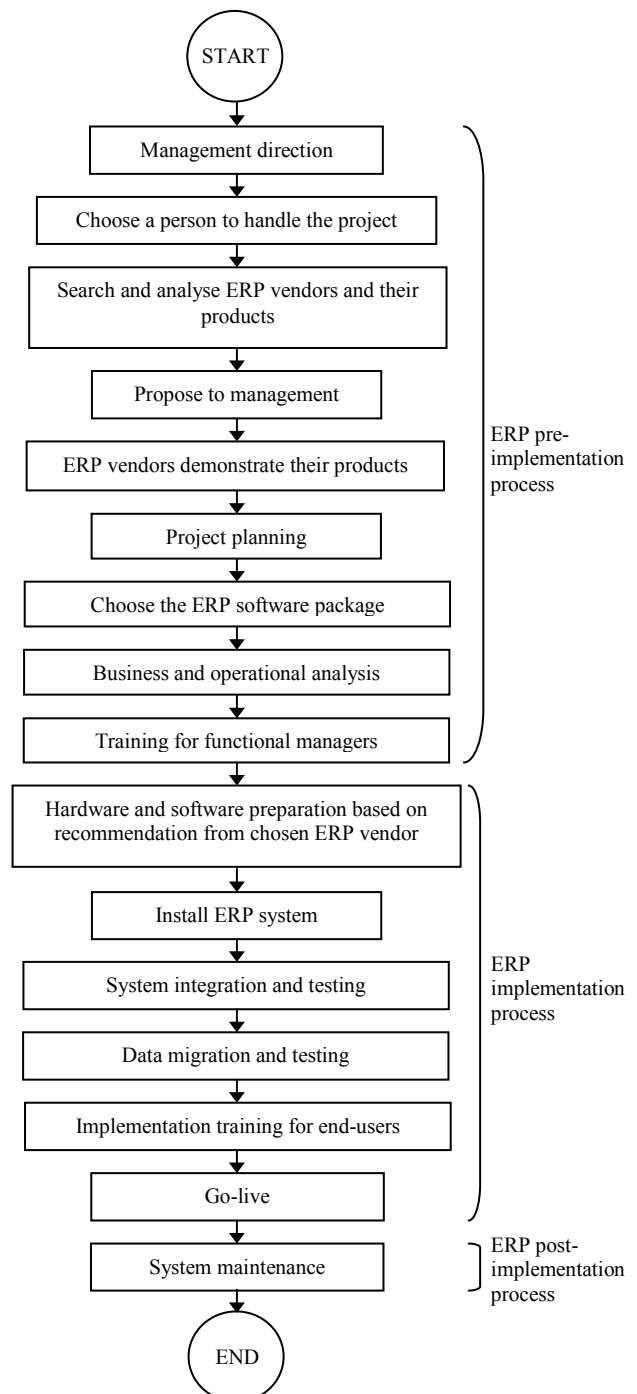 START
Management direction
Choose a person to handle the project
Search and analyse ERP vendors and their
products
Propose to management
ERP vendors demonstrate their products
Project planning
Choose the ERP software package
Business and operational analysis
Training for functional managers
ERP pre-
implementation
process
Hardware and software preparation based on
recommendation from chosen ERP vendor
Install ERP system
System integration and testing
Data migration and testing
Implementation training for end-users
Go-live
ERP
implementation
process
System maintenance
ERP post-
implementation
process
END